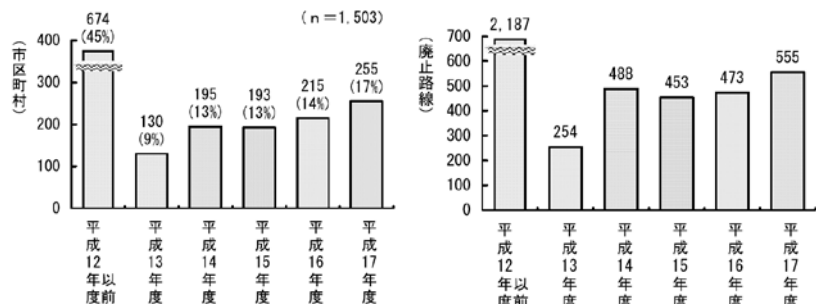 (n=1,503)
(市区町村)
400
300
200
100
0
674
(45%)
130
(9%)
195
(13%)
193
(13%)
215
(14%)
255
(17%)
平成12年度以前
平成13年度
平成14年度
平成15年度
平成16年度
平成17年度
(廃止路線)
700
600
500
400
300
200
100
0
2,187
254
488
453
473
555
平成12年度以前
平成13年度
平成14年度
平成15年度
平成16年度
平成17年度